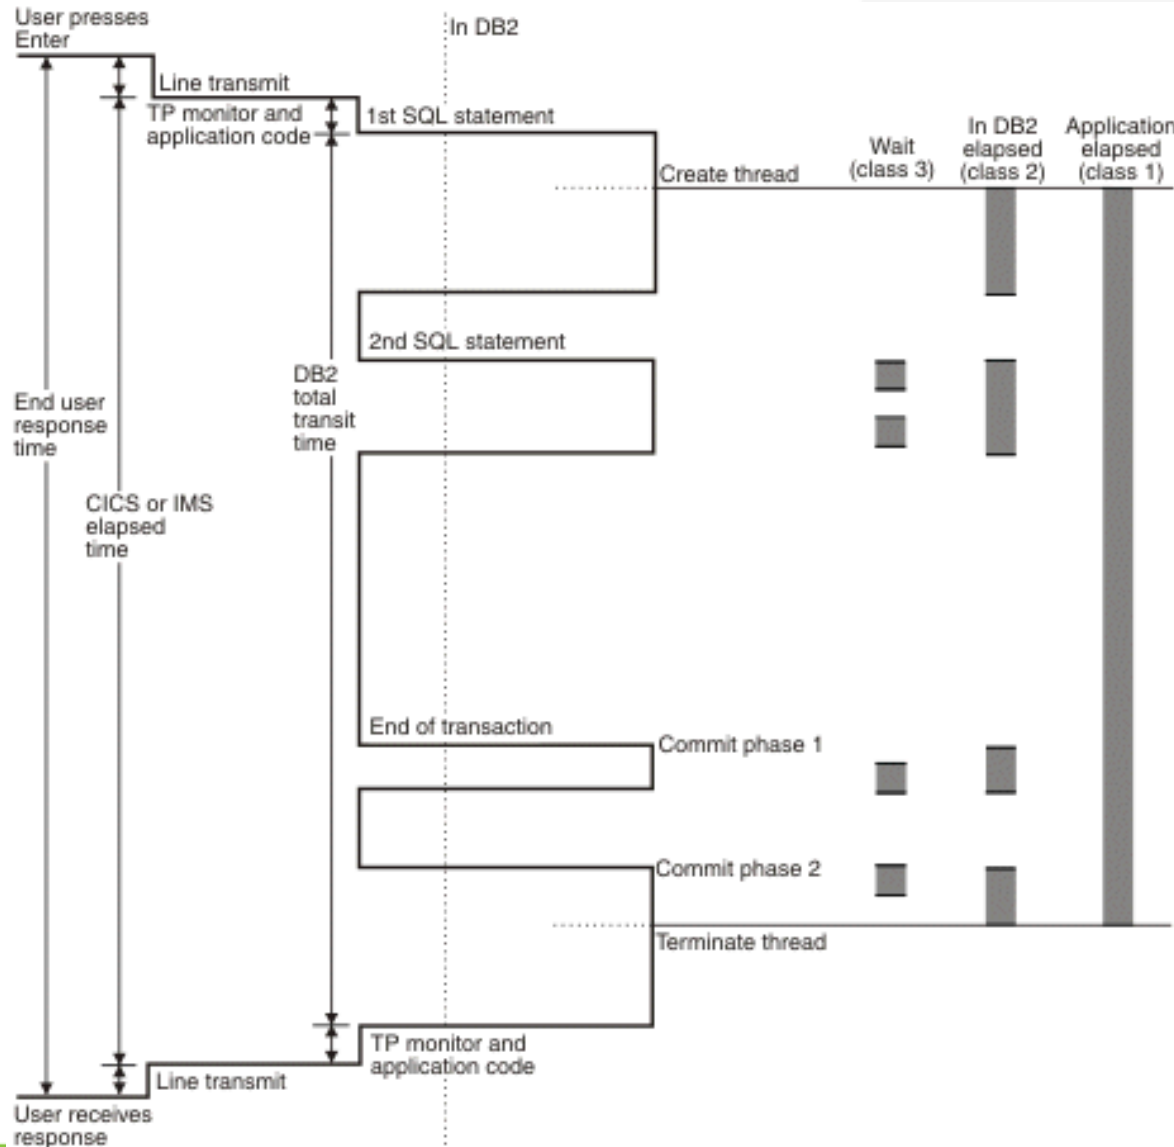 User presses
Enter
In DB2
Line transmit
TP monitor and
application code
1st SQL statement
Create thread
Wait
(class 3)
In DB2
elapsed
(class 2)
Application
elapsed
(class 1)
2nd SQL statement
DB2
total
transit
time
End user
response
time
CICS or IMS
elapsed
time
End of transaction
Commit phase 1
Commit phase 2
Terminate thread
TP monitor and
application code
Line transmit
User receives
response